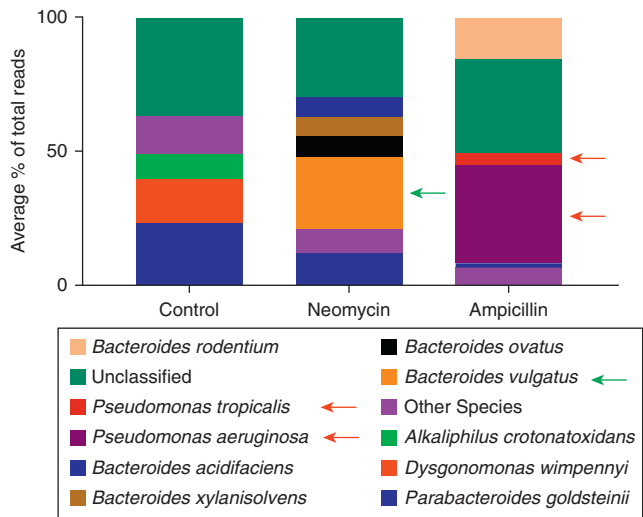 100
50
0
Average % of total reads
Control Neomycin Ampicillin
Bacteroides rodentium
Unclassified
Pseudomonas tropicalis
Pseudomonas aeruginosa
Bacteroides acidifaciens
Bacteroides xylanisolvens
Bacteroides ovatus
Bacteroides vulgatus
Other Species
Alkaliphilus crotonatoxidans
Dysgonomonas wimpennyi
Parabacteroides goldsteinii